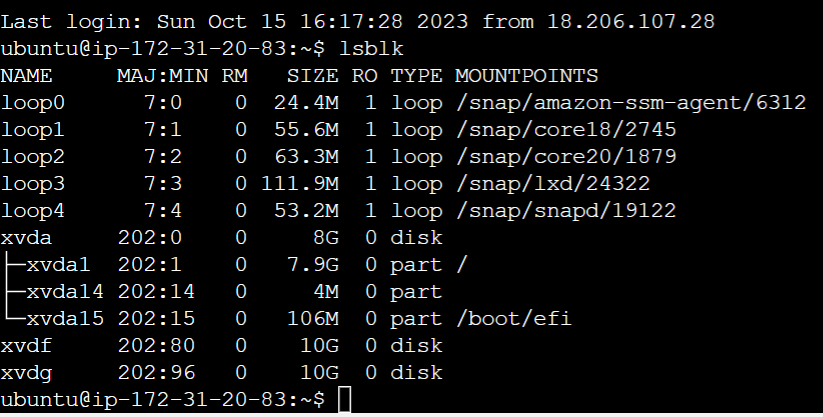 Last login: Sun Oct 15 16:17:28 2023 from 18.206.107.28
ubuntu@ip-172-31-20-83:~$ lsblk
NAME     MAJ:MIN RM   SIZE RO TYPE MOUNTPOINTS
loop0      7:0    0  24.4M  1 loop /snap/amazon-ssm-agent/6312
loop1      7:1    0  55.6M  1 loop /snap/core18/2745
loop2      7:2    0  63.3M  1 loop /snap/core20/1879
loop3      7:3    0 111.9M  1 loop /snap/lxd/24322
loop4      7:4    0  53.2M  1 loop /snap/snapd/19122
xvda     202:0    0     8G  0 disk
├─xvda1  202:1    0   7.9G  0 part /
├─xvda14 202:14   0     4M  0 part
└─xvda15 202:15   0   106M  0 part /boot/efi
xvdf     202:80   0    10G  0 disk
xvdg     202:96   0    10G  0 disk
ubuntu@ip-172-31-20-83:~$